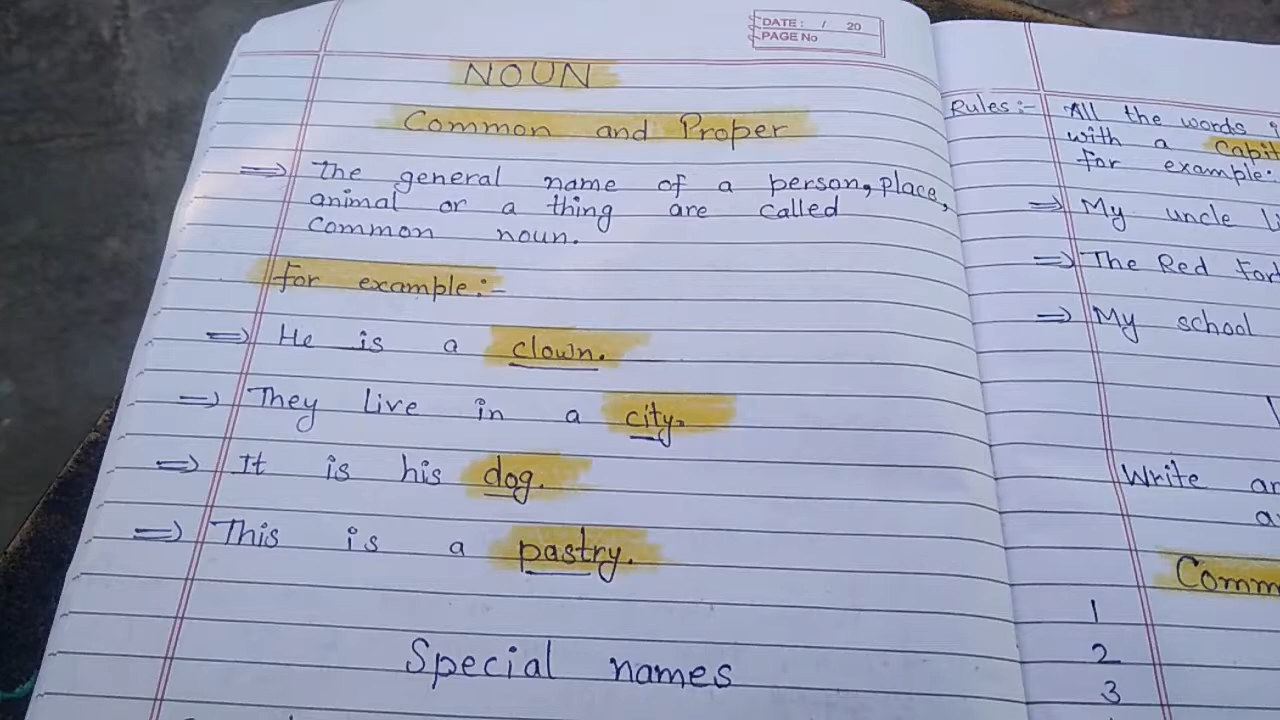 DATE: / 20
PAGE No
NOUN
Common and Proper
⇒ The general name of a person, place,
animal or a thing are called
common noun.
for example:-
⇒ He is a clown.
⇒ They live in a city.
⇒ It is his dog.
⇒ This is a pastry.
Special names
Rules:- All the words
with a
for example:
⇒ My uncle
⇒ The Red
⇒ My school
Write
1
2
3